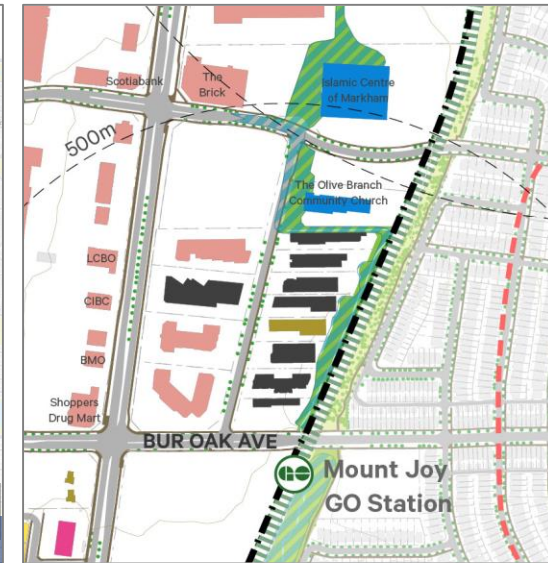 Scotiabank
The
Brick
Islamic Centre
of Markham
500m
The Olive Branch
Community Church
LCBO
CIBC
BMO
Shoppers
Drug Mart
BUR OAK AVE
GO
Mount Joy
GO Station